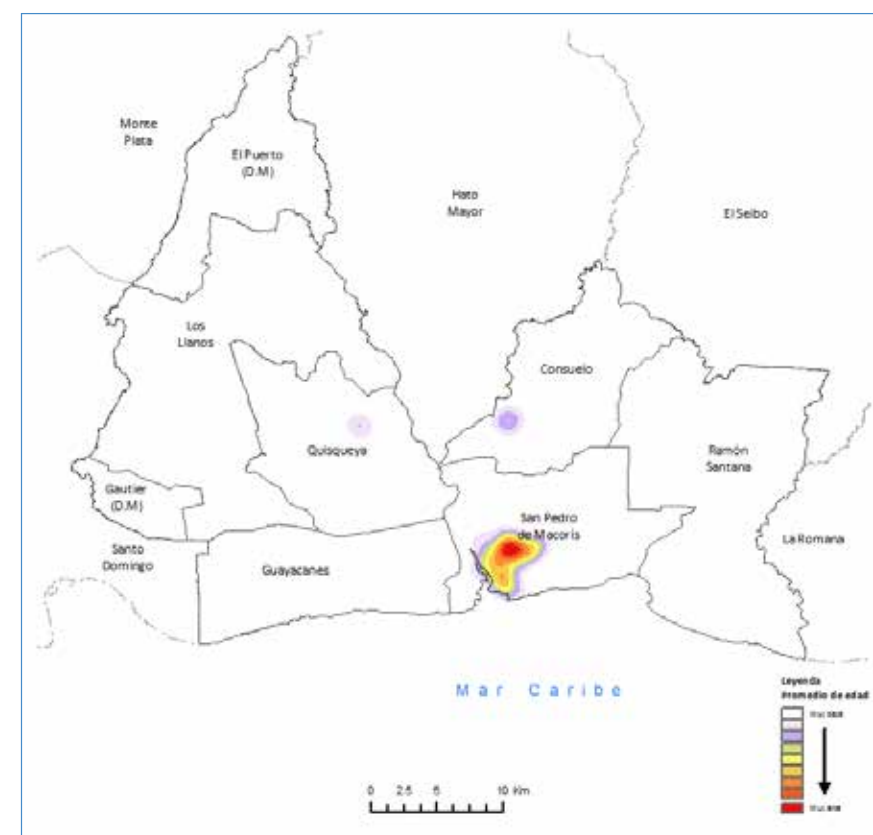 Monte
Plata
El Puerto
(D.M)
Hato
Mayor
El Seibo
Los
Llanos
Consuelo
Quisqueya
Ramón
Santana
Gautier
(D.M)
San Pedro
de Macorís
Santo
Domingo
Guayacanes
La Romana
Mar Caribe
Leyenda
Promedio de edad
0 2.5 5 10 Km